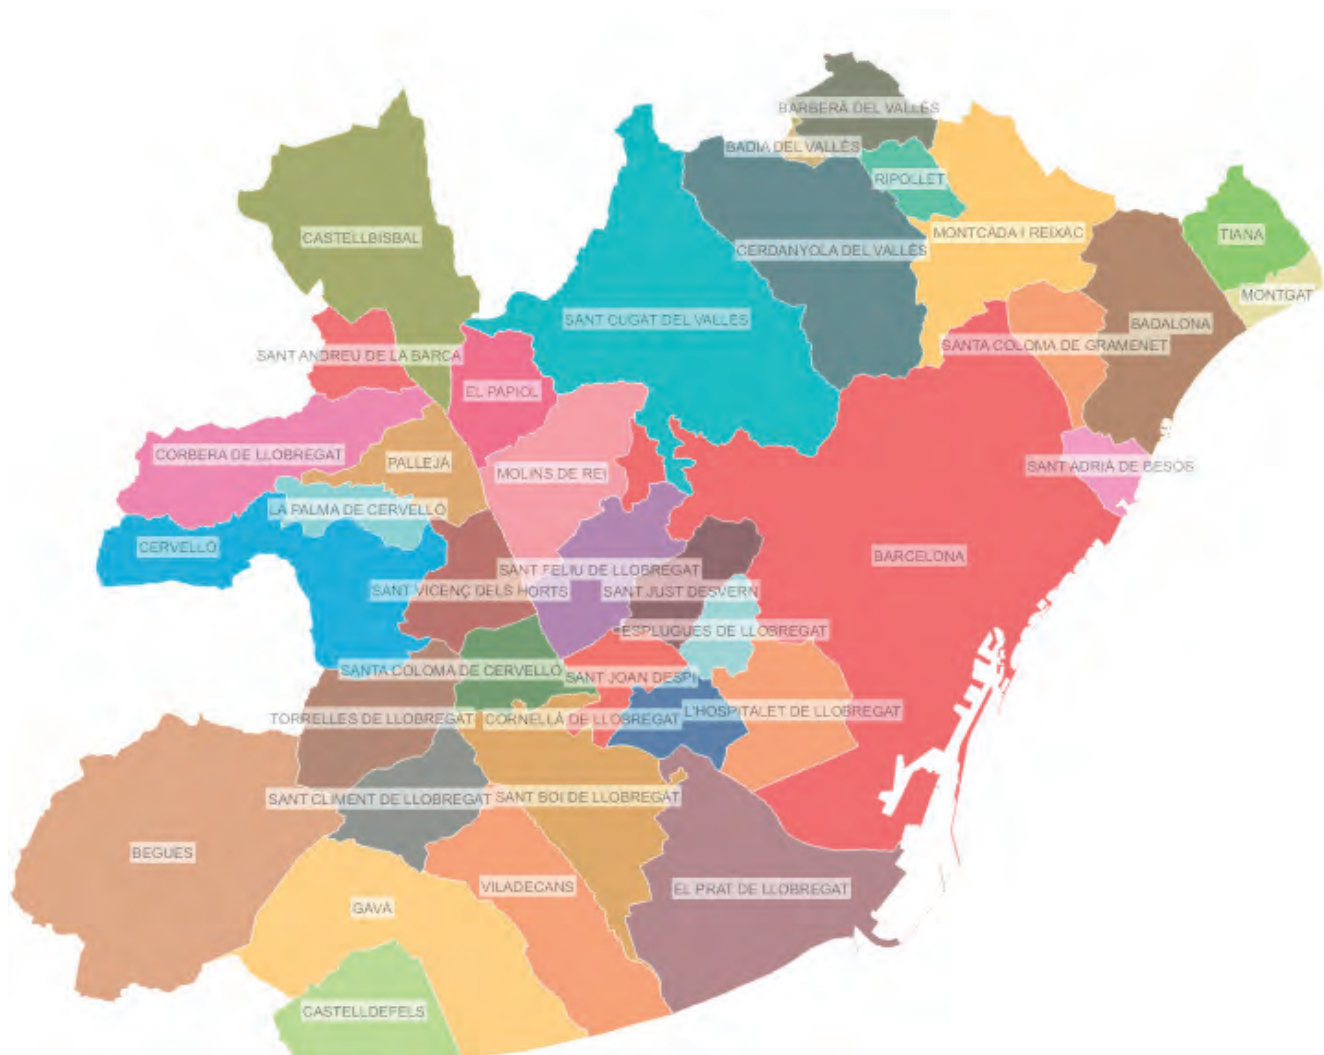 BARBERÀ DEL VALLÈS
BADIA DEL VALLÈS
RIPOLLET
CASTELLBISBAL
CERDANYOLA DEL VALLÈS
MONTCADA I REIXAC
TIANA
MONTGAT
SANT CUGAT DEL VALLÈS
BADALONA
SANTA COLOMA DE GRAMENET
SANT ANDREU DE LA BARCA
EL PAPIOL
CORBERA DE LLOBREGAT
PALLEJÀ
MOLINS DE REI
SANT ADRIÀ DE BESÒS
LA PALMA DE CERVELLÓ
CERVELLÓ
BARCELONA
SANT FELIU DE LLOBREGAT
SANT VICENÇ DELS HORTS
SANT JUST DESVERN
ESPLUGUES DE LLOBREGAT
SANTA COLOMA DE CERVELLÓ
SANT JOAN DESPÍ
TORRELLES DE LLOBREGAT
CORNELLÀ DE LLOBREGAT
L'HOSPITALET DE LLOBREGAT
SANT CLIMENT DE LLOBREGAT
SANT BOI DE LLOBREGAT
BEGUES
VILADECANS
EL PRAT DE LLOBREGAT
GAVÀ
CASTELLDEFELS